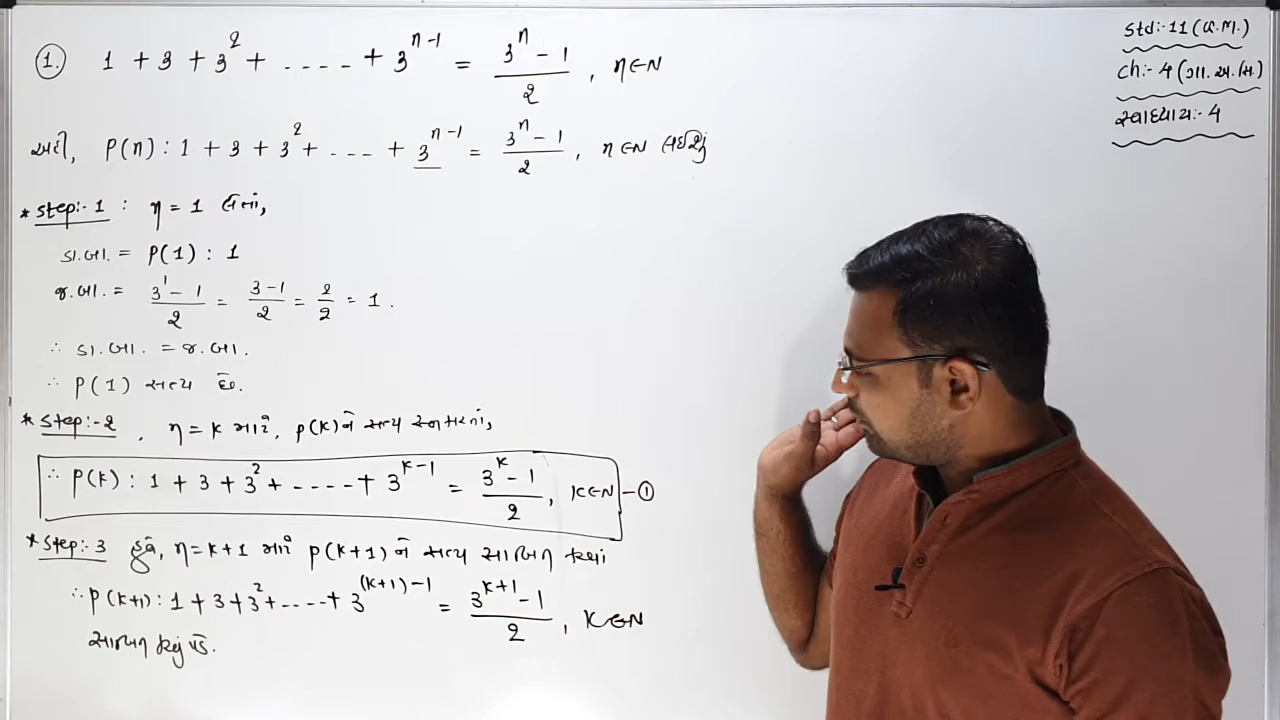 Std:- 11 (ગુ.મા.)
Ch:- 4 (ગા.અ.સિ.)
સ્વાધ્યાય:- 4
1. 1 + 3 + 3² + ..... + 3ⁿ⁻¹ = (3ⁿ - 1)/2 , n∈N
અહીં, P(n) : 1 + 3 + 3² + ... + 3ⁿ⁻¹ = (3ⁿ - 1)/2 , n∈N લઈશું
* Step:- 1 : n = 1 લેતાં,
ડા.બા. = P(1) : 1
જ.બા. = (3¹ - 1)/2 = (3-1)/2 = 2/2 = 1 .
∴ ડા.બા. = જ.બા.
∴ P(1) સત્ય છે.
* Step:- 2 , n = k માટે, P(k) ને સત્ય સ્વીકારતાં,
∴ P(k) : 1 + 3 + 3² + ----- + 3ᵏ⁻¹ = (3ᵏ - 1)/2 , k∈N — ①
* Step:- 3 હવે, n = k+1 માટે P(k+1) ને સત્ય સાબિત કરવાં
∴ P(k+1) : 1 + 3 + 3² + ..... + 3⁽ᵏ⁺¹⁾⁻¹ = (3ᵏ⁺¹ - 1)/2 , k∈N
સાબિત કરવું પડે.